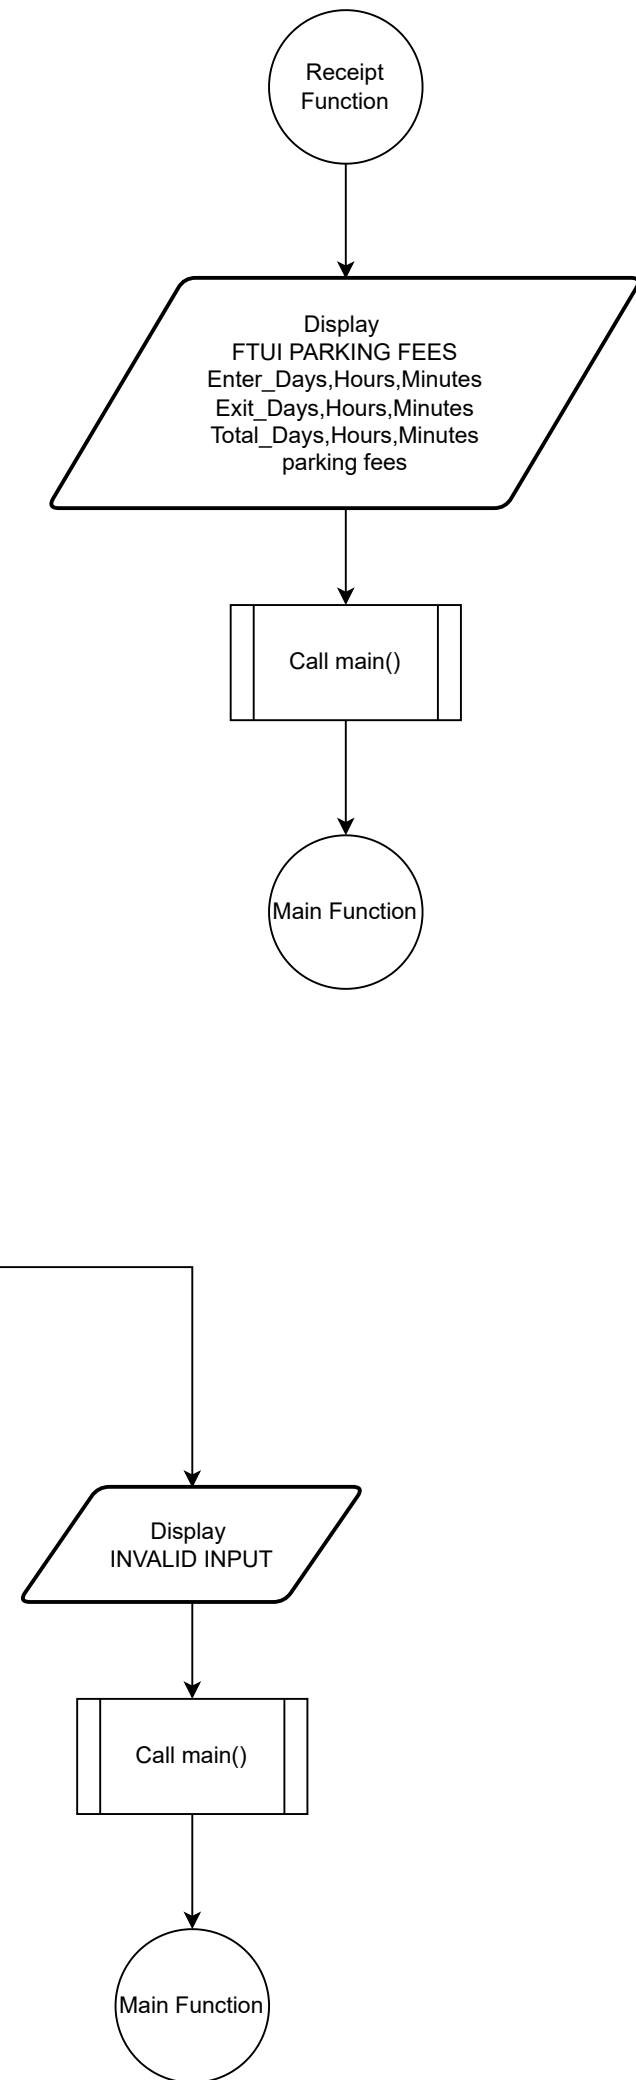 Receipt
Function
Display
FTUI PARKING FEES
Enter_Days,Hours,Minutes
Exit_Days,Hours,Minutes
Total_Days,Hours,Minutes
parking fees
Call main()
Main Function
Display
INVALID INPUT
Call main()
Main Function